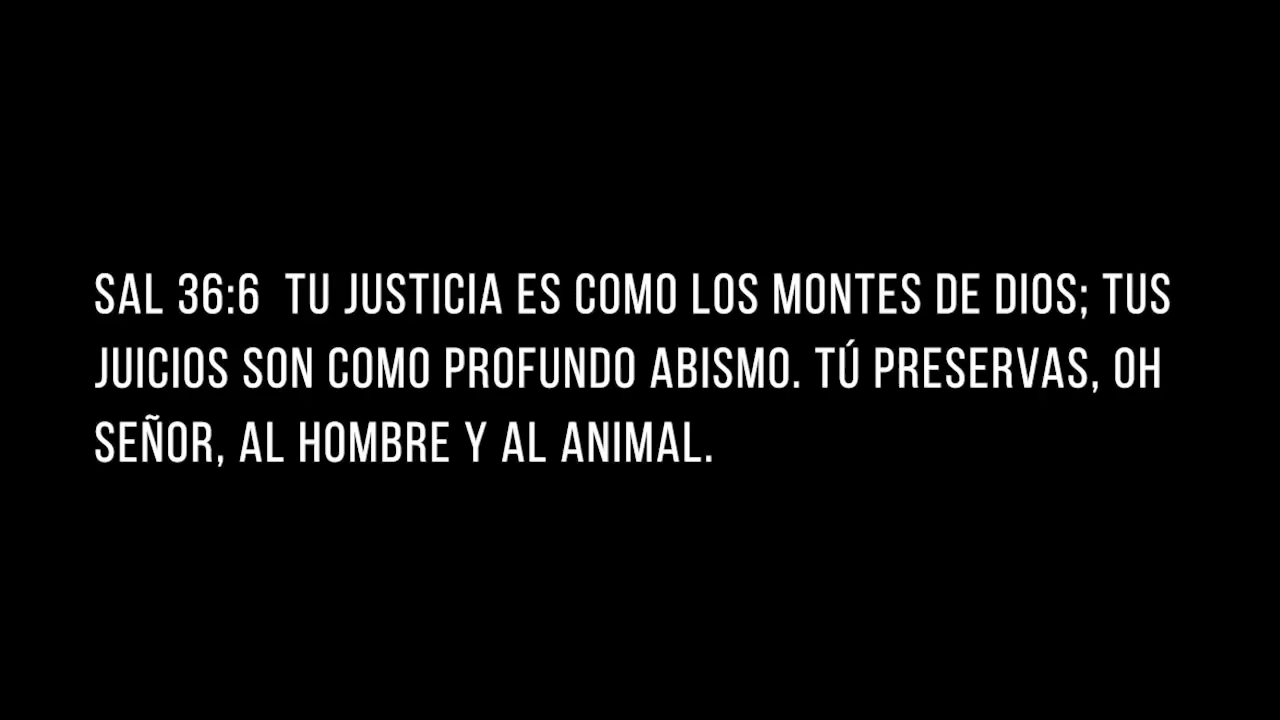 SAL 36:6  TU JUSTICIA ES COMO LOS MONTES DE DIOS; TUS
JUICIOS SON COMO PROFUNDO ABISMO. TÚ PRESERVAS, OH
SEÑOR, AL HOMBRE Y AL ANIMAL.